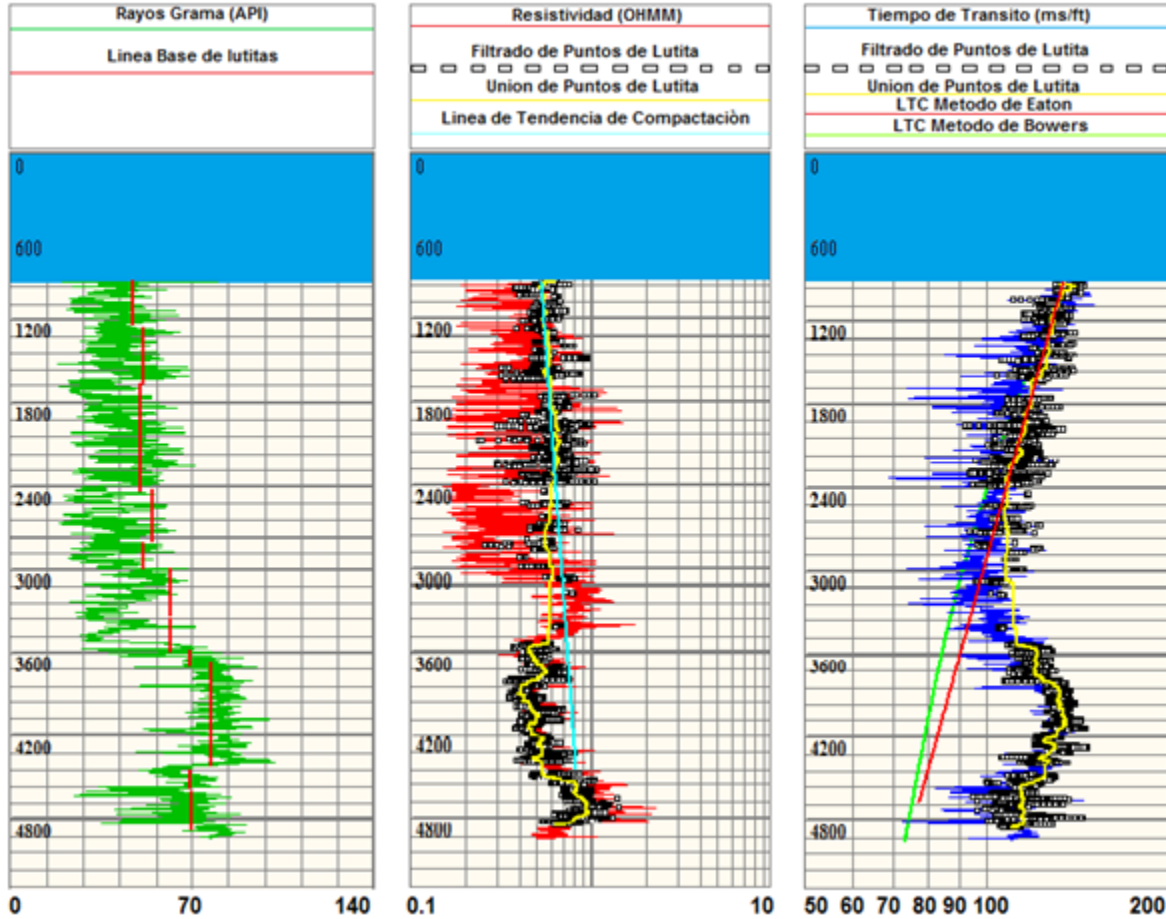 Rayos Grama (API)
Linea Base de lutitas
Resistividad (OHMM)
Filtrado de Puntos de Lutita
Union de Puntos de Lutita
Linea de Tendencia de Compactaciòn
Tiempo de Transito (ms/ft)
Filtrado de Puntos de Lutita
Union de Puntos de Lutita
LTC Metodo de Eaton
LTC Metodo de Bowers
0
600
1200
1800
2400
3000
3600
4200
4800
0 70 140
0
600
1200
1800
2400
3000
3600
4200
4800
0.1 10
0
600
1200
1800
2400
3000
3600
4200
4800
50 60 70 80 90 100 200